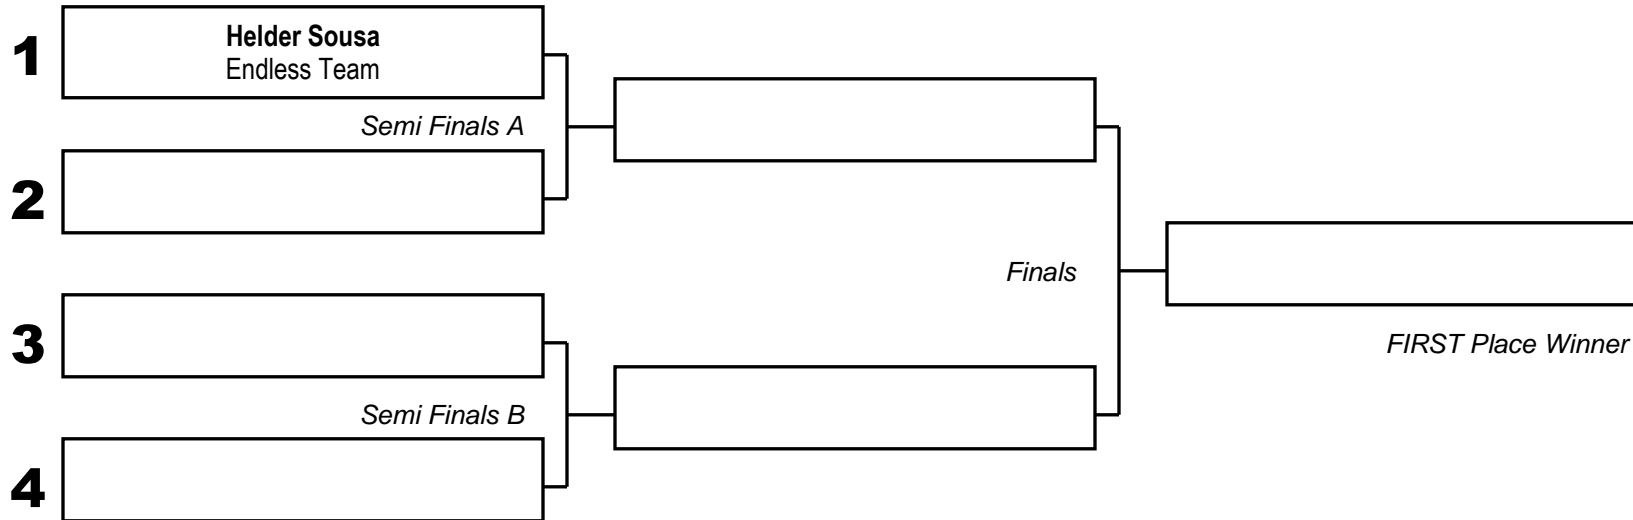 1
Helder Sousa
Endless Team
Semi Finals A
2
Finals
3
FIRST Place Winner
Semi Finals B
4